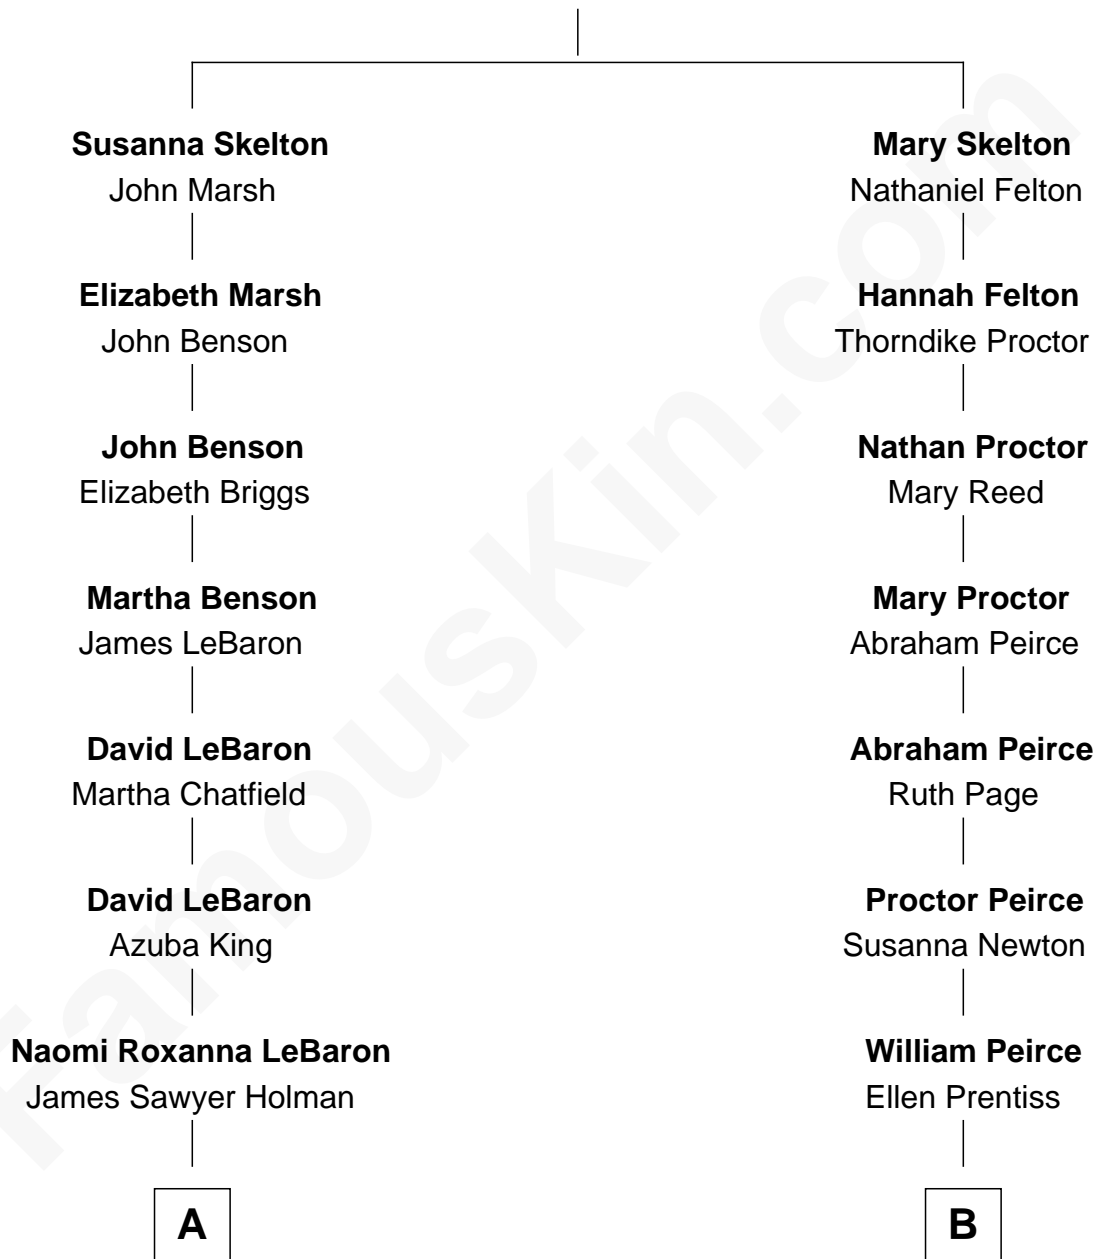 Susanna Skelton
John Marsh
Elizabeth Marsh
John Benson
John Benson
Elizabeth Briggs
Martha Benson
James LeBaron
David LeBaron
Martha Chatfield
David LeBaron
Azuba King
Naomi Roxanna LeBaron
James Sawyer Holman
A
Mary Skelton
Nathaniel Felton
Hannah Felton
Thorndike Proctor
Nathan Proctor
Mary Reed
Mary Proctor
Abraham Peirce
Abraham Peirce
Ruth Page
Proctor Peirce
Susanna Newton
William Peirce
Ellen Prentiss
B
FamousKin.com